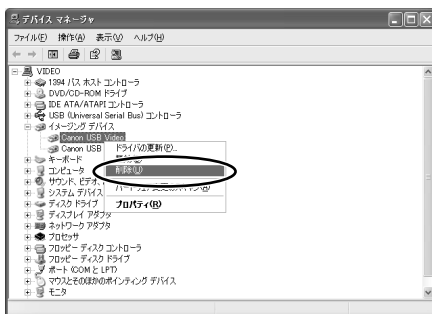 デバイス マネージャ
ファイル(F) 操作(A) 表示(V) ヘルプ(H)
VIDEO
1394 バス ホスト コントローラ
DVD/CD-ROM ドライブ
IDE ATA/ATAPI コントローラ
USB (Universal Serial Bus) コントローラ
イメージング デバイス
Canon USB Video
Canon USB
ドライバの更新(P)...
キーボード
コンピュータ
削除(U)
サウンド、ビデオ、
システム デバイス
ディスク ドライブ
プロパティ(R)
ディスプレイ アダプタ
ネットワーク アダプタ
プロセッサ
フロッピー ディスク コントローラ
フロッピー ディスク ドライブ
ポート (COM と LPT)
マウスとそのほかのポインティング デバイス
モニタ